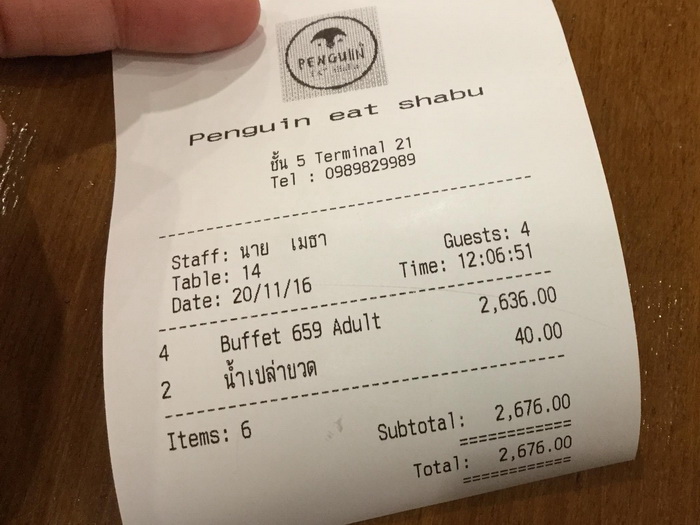 PENGUIN
Penguin eat shabu
ชั้น 5 Terminal 21
Tel : 0989829989
Staff: นาย เมธา
Guests: 4
Table: 14
Time: 12:06:51
Date: 20/11/16
4 Buffet 659 Adult 2,636.00
2 น้ำเปล่าขวด 40.00
Items: 6
Subtotal: 2,676.00
Total: 2,676.00